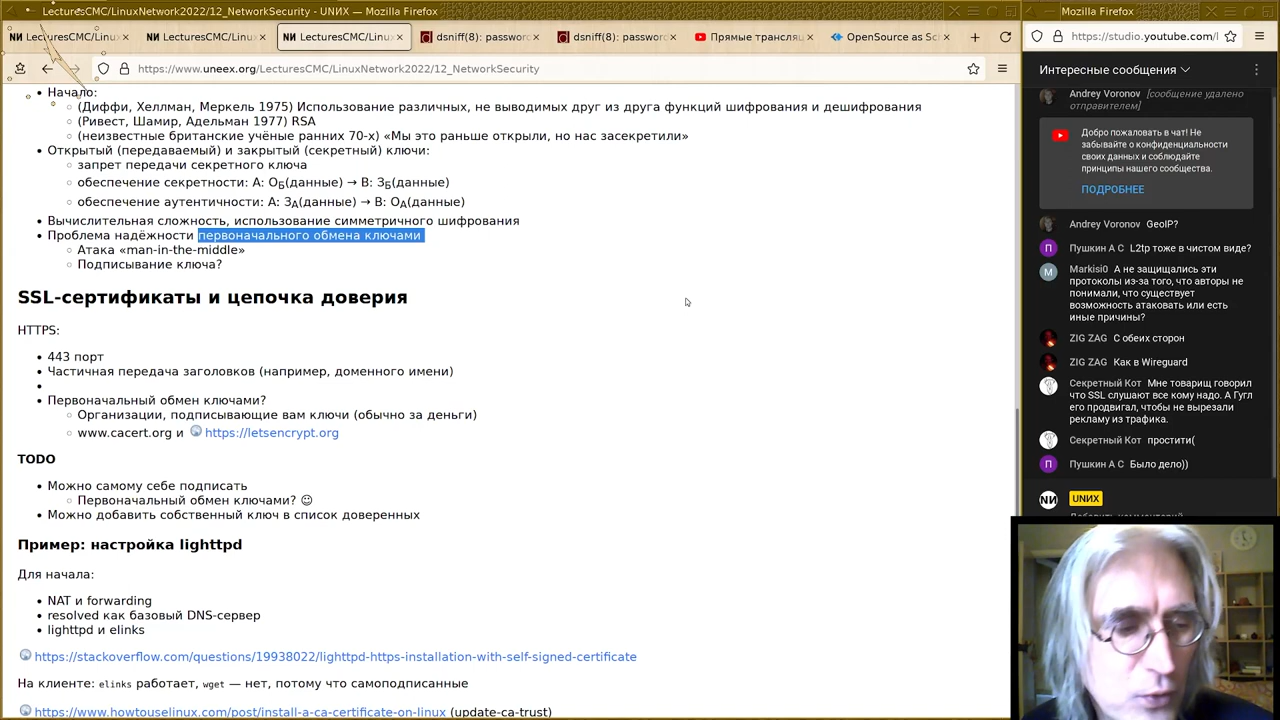 LecturesCMC/LinuxNetwork2022/12_NetworkSecurity - UNИX — Mozilla Firefox
Mozilla Firefox
LecturesCMC/Linux
LecturesCMC/Linux
LecturesCMC/Linux
dsniff(8): password
dsniff(8): password
Прямые трансляц
OpenSource as Sci
https://www.uneex.org/LecturesCMC/LinuxNetwork2022/12_NetworkSecurity
https://studio.youtube.com/l
Начало:
(Диффи, Хеллман, Меркель 1975) Использование различных, не выводимых друг из друга функций шифрования и дешифрования
(Ривест, Шамир, Адельман 1977) RSA
(неизвестные британские учёные ранних 70-х) «Мы это раньше открыли, но нас засекретили»
Открытый (передаваемый) и закрытый (секретный) ключи:
запрет передачи секретного ключа
обеспечение секретности: A: OБ(данные) → B: ЗБ(данные)
обеспечение аутентичности: A: ЗА(данные) → B: OА(данные)
Вычислительная сложность, использование симметричного шифрования
Проблема надёжности первоначального обмена ключами
Атака «man-in-the-middle»
Подписывание ключа?
SSL-сертификаты и цепочка доверия
HTTPS:
443 порт
Частичная передача заголовков (например, доменного имени)
Первоначальный обмен ключами?
Организации, подписывающие вам ключи (обычно за деньги)
www.cacert.org и https://letsencrypt.org
TODO
Можно самому себе подписать
Первоначальный обмен ключами? ☺
Можно добавить собственный ключ в список доверенных
Пример: настройка lighttpd
Для начала:
NAT и forwarding
resolved как базовый DNS-сервер
lighttpd и elinks
https://stackoverflow.com/questions/19938022/lighttpd-https-installation-with-self-signed-certificate
На клиенте: elinks работает, wget — нет, потому что самоподписанные
https://www.howtouselinux.com/post/install-a-ca-certificate-on-linux (update-ca-trust)
Интересные сообщения
Andrey Voronov [сообщение удалено
отправителем]
Добро пожаловать в чат! Не
забывайте о конфиденциальности
своих данных и соблюдайте
принципы нашего сообщества.
ПОДРОБНЕЕ
Andrey Voronov GeoIP?
П Пушкин А С L2tp тоже в чистом виде?
M Markisi0 А не защищались эти
протоколы из-за того, что авторы не
понимали, что существует
возможность атаковать или есть
иные причины?
ZIG ZAG С обеих сторон
ZIG ZAG Как в Wireguard
Секретный Кот Мне товарищ говорил
что SSL слушают все кому надо. А Гугл
его продвигал, чтобы не вырезали
рекламу из трафика.
Секретный Кот простити(
П Пушкин А С Было дело))
NИ UNИX